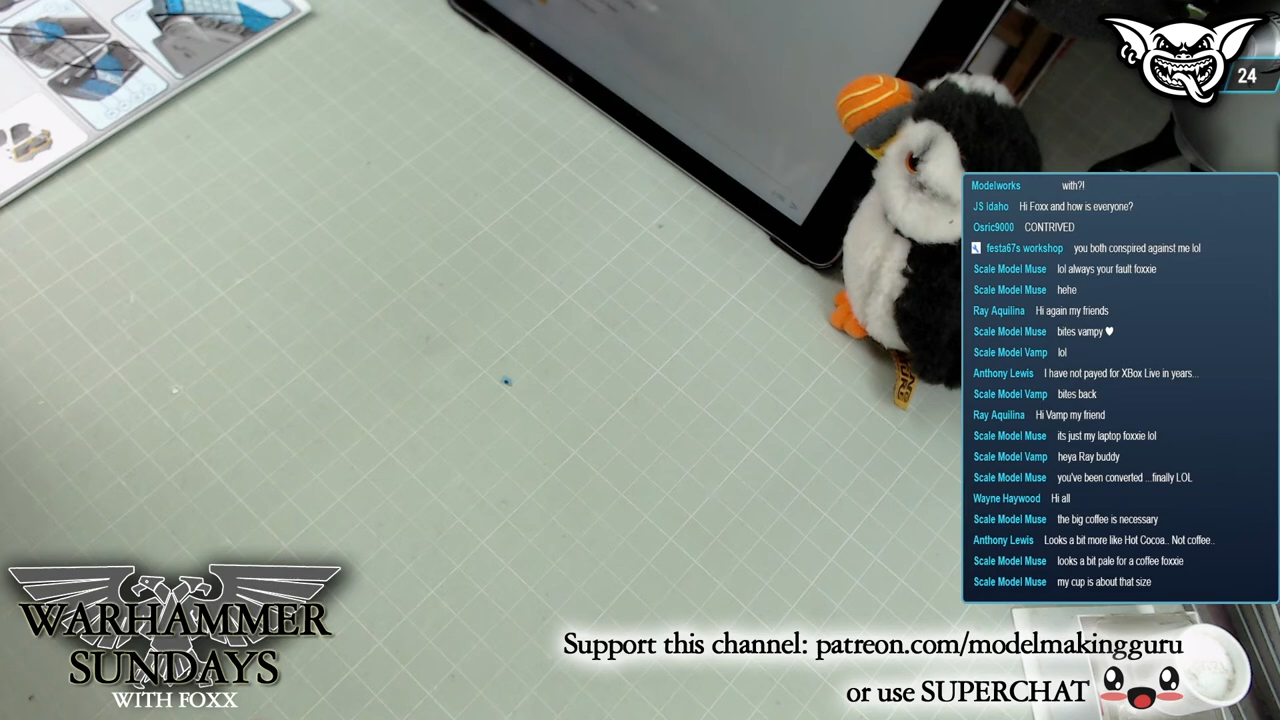 24
Modelworks with?!
JS Idaho Hi Foxx and how is everyone?
Osric9000 CONTRIVED
festa67s workshop you both conspired against me lol
Scale Model Muse lol always your fault foxxie
Scale Model Muse hehe
Ray Aquilina Hi again my friends
Scale Model Muse bites vampy ♥
Scale Model Vamp lol
Anthony Lewis I have not payed for XBox Live in years...
Scale Model Vamp bites back
Ray Aquilina Hi Vamp my friend
Scale Model Muse its just my laptop foxxie lol
Scale Model Vamp heya Ray buddy
Scale Model Muse you've been converted ...finally LOL
Wayne Haywood Hi all
Scale Model Muse the big coffee is necessary
Anthony Lewis Looks a bit more like Hot Cocoa.. Not coffee..
Scale Model Muse looks a bit pale for a coffee foxxie
Scale Model Muse my cup is about that size
WARHAMMER
SUNDAYS
WITH FOXX
Support this channel: patreon.com/modelmakingguru
or use SUPERCHAT